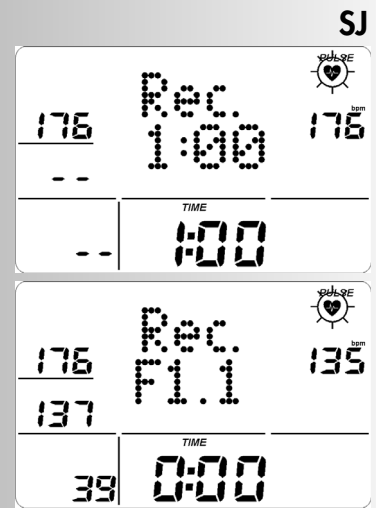 SJ
PULSE
Rec.
176
bpm
176
1:00
--
TIME
--
1:00
PULSE
Rec.
176
bpm
135
F1.1
137
TIME
39
0:00